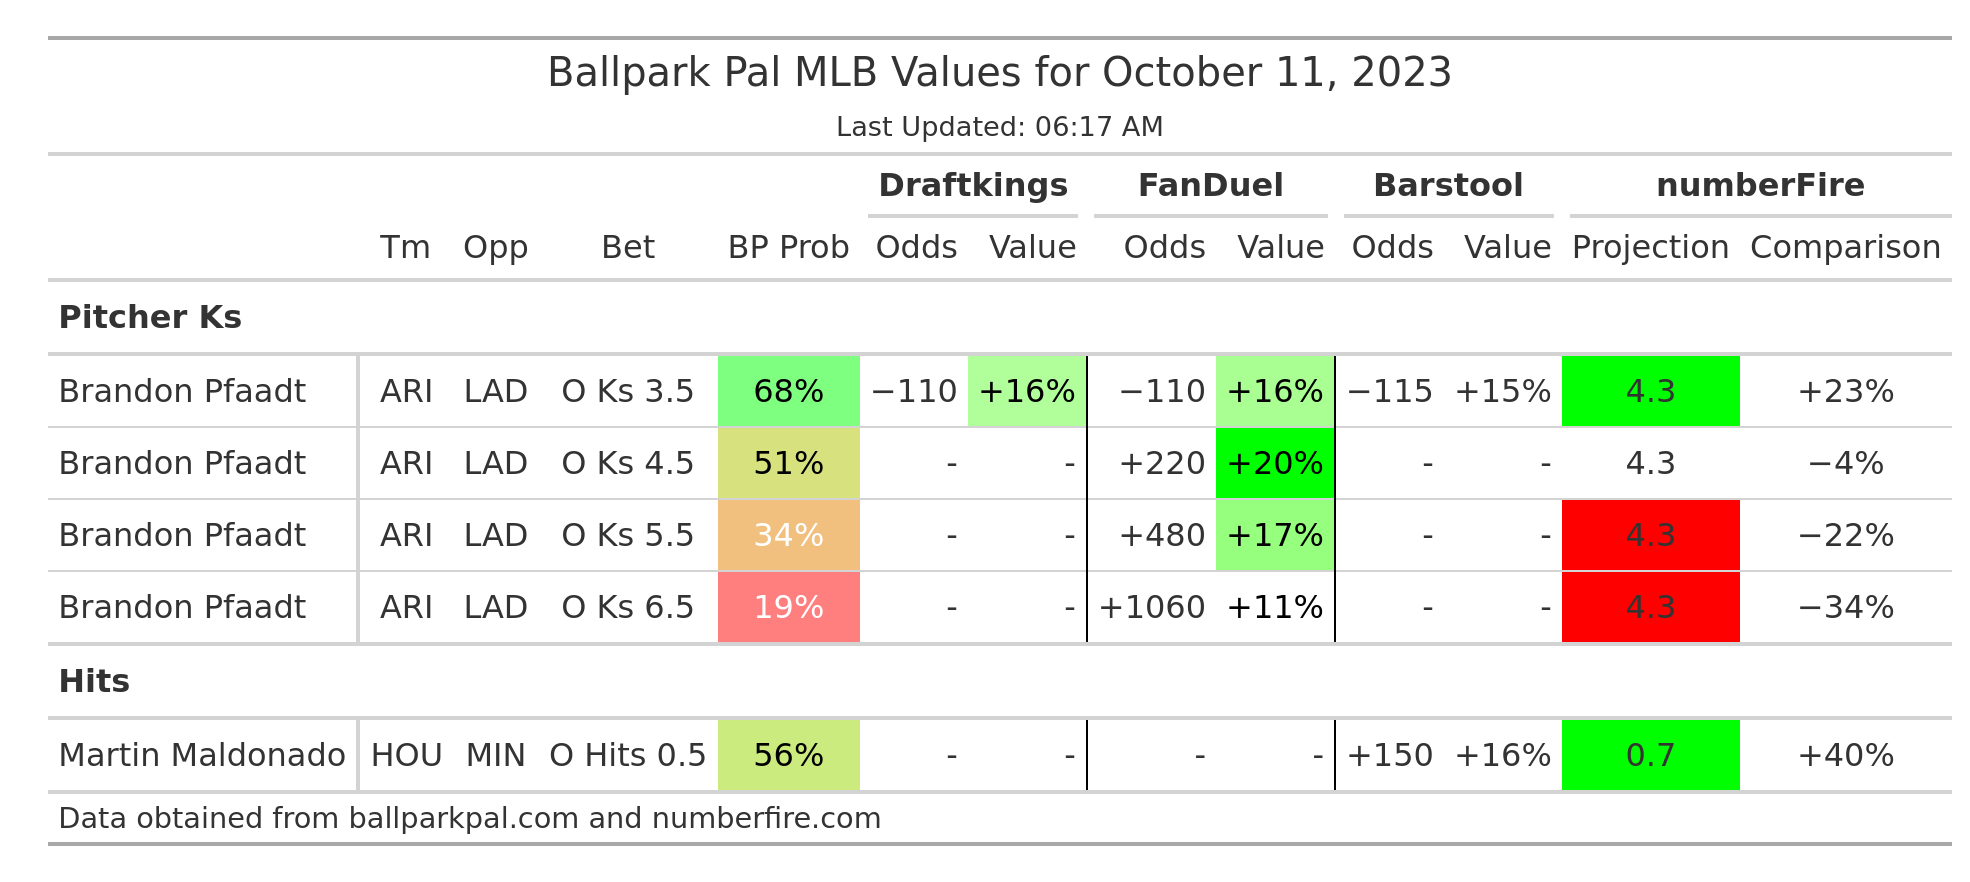 Ballpark Pal MLB Values for October 11, 2023
Last Updated: 06:17 AM
Draftkings FanDuel Barstool numberFire
Tm Opp Bet BP Prob Odds Value Odds Value Odds Value Projection Comparison
Pitcher Ks
Brandon Pfaadt ARI LAD O Ks 3.5 68% −110 +16% −110 +16% −115 +15% 4.3 +23%
Brandon Pfaadt ARI LAD O Ks 4.5 51% - - +220 +20% - - 4.3 −4%
Brandon Pfaadt ARI LAD O Ks 5.5 34% - - +480 +17% - - 4.3 −22%
Brandon Pfaadt ARI LAD O Ks 6.5 19% - - +1060 +11% - - 4.3 −34%
Hits
Martin Maldonado HOU MIN O Hits 0.5 56% - - - - +150 +16% 0.7 +40%
Data obtained from ballparkpal.com and numberfire.com